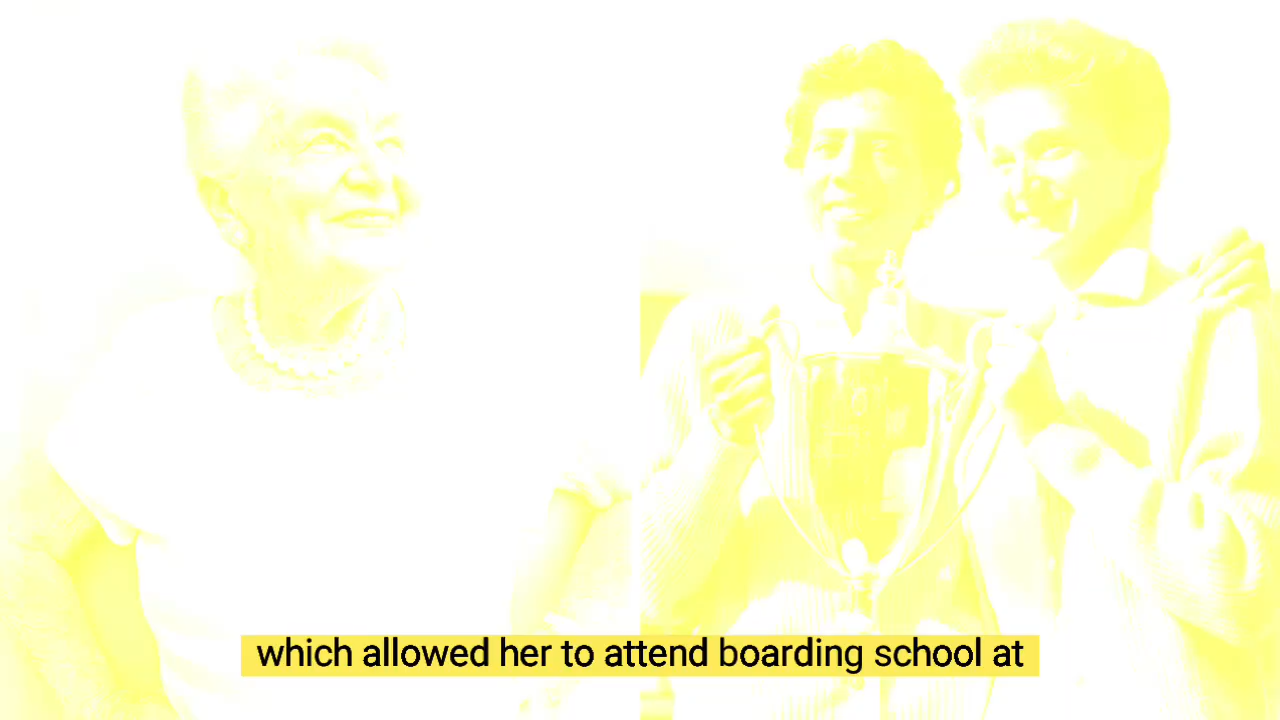 which allowed her to attend boarding school at